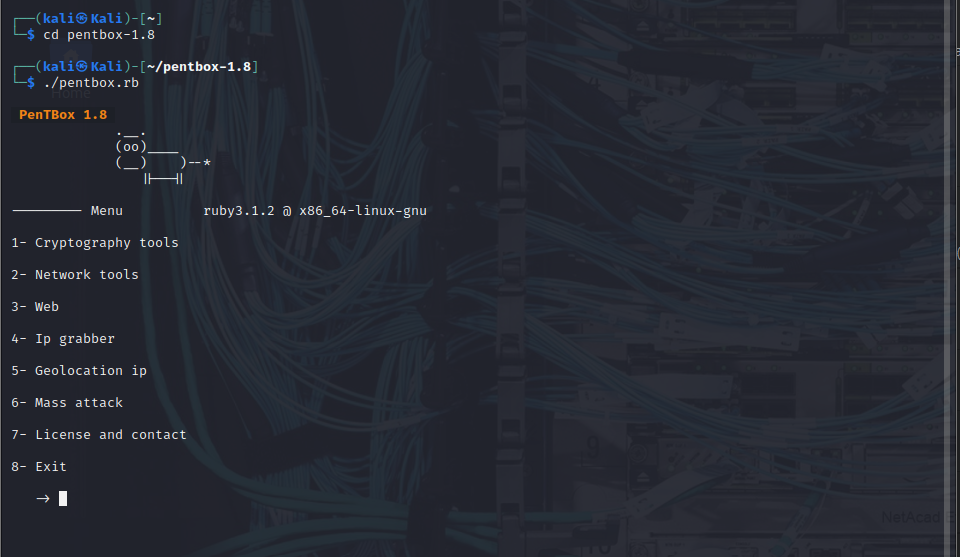 ┌──(kali㉿Kali)-[~]
└─$ cd pentbox-1.8
┌──(kali㉿Kali)-[~/pentbox-1.8]
└─$ ./pentbox.rb
PenTBox 1.8
.__.
(oo)____
(__)    )--*
||---||
--------- Menu          ruby3.1.2 @ x86_64-linux-gnu
1- Cryptography tools
2- Network tools
3- Web
4- Ip grabber
5- Geolocation ip
6- Mass attack
7- License and contact
8- Exit
->
NetAcad